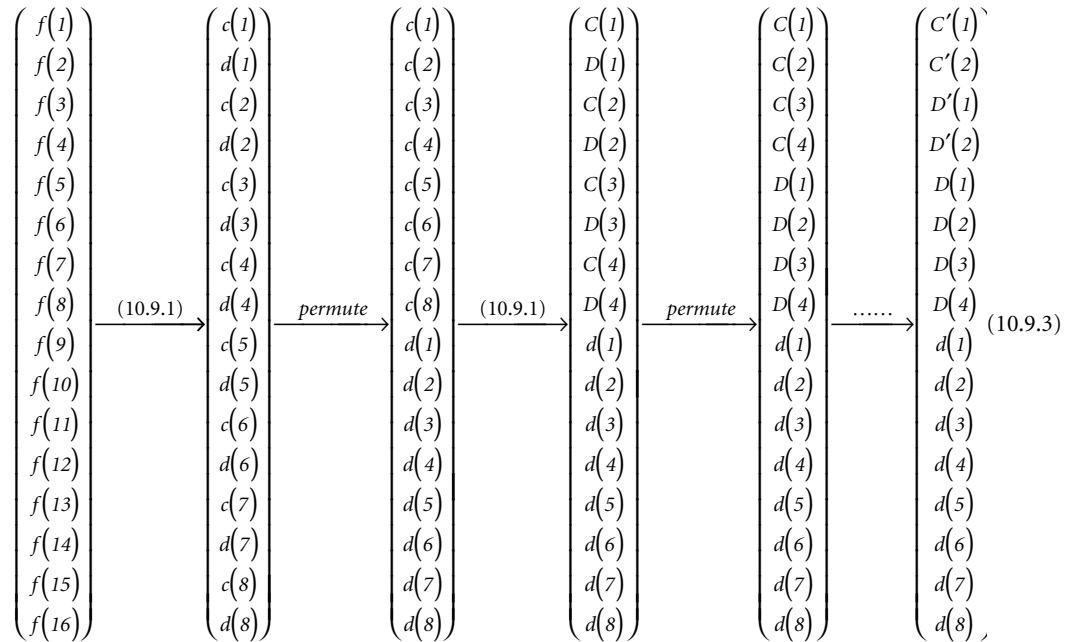 f(1) c(1) c(1) C(1) C(1) C′(1)
f(2) d(1) c(2) D(1) C(2) C′(2)
f(3) c(2) c(3) C(2) C(3) D′(1)
f(4) d(2) c(4) D(2) C(4) D′(2)
f(5) c(3) c(5) C(3) D(1) D(1)
f(6) d(3) c(6) D(3) D(2) D(2)
f(7) c(4) c(7) C(4) D(3) D(3)
f(8) (10.9.1) d(4) permute c(8) (10.9.1) D(4) permute D(4) ...... D(4) (10.9.3)
f(9) c(5) d(1) d(1) d(1) d(1)
f(10) d(5) d(2) d(2) d(2) d(2)
f(11) c(6) d(3) d(3) d(3) d(3)
f(12) d(6) d(4) d(4) d(4) d(4)
f(13) c(7) d(5) d(5) d(5) d(5)
f(14) d(7) d(6) d(6) d(6) d(6)
f(15) c(8) d(7) d(7) d(7) d(7)
f(16) d(8) d(8) d(8) d(8) d(8)